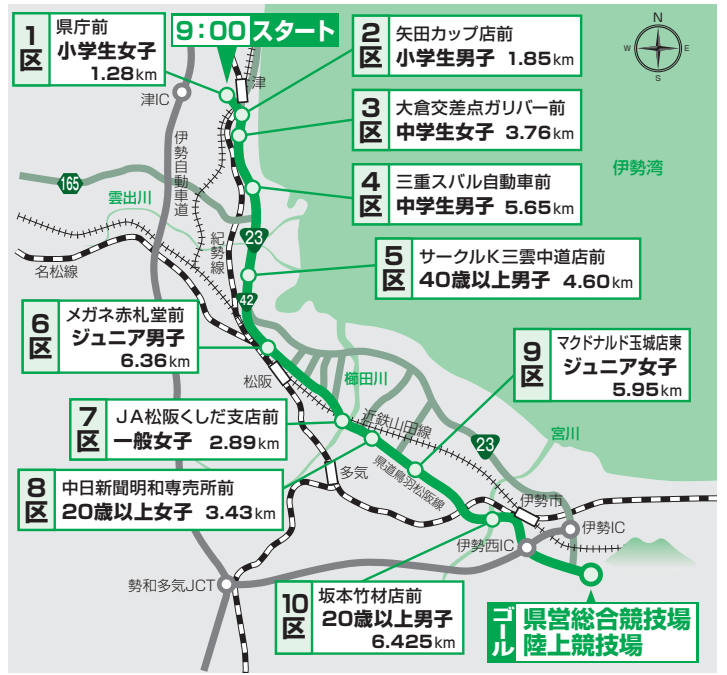 1区
県庁前
小学生女子
1.28km
9:00スタート
2区
矢田カップ店前
小学生男子 1.85km
3区
大倉交差点ガリバー前
中学生女子 3.76km
4区
三重スバル自動車前
中学生男子 5.65km
5区
サークルK三雲中道店前
40歳以上男子 4.60km
6区
メガネ赤札堂前
ジュニア男子
6.36km
7区
JA松阪くしだ支店前
一般女子 2.89km
8区
中日新聞明和専売所前
20歳以上女子 3.43km
9区
マクドナルド玉城店東
ジュニア女子
5.95km
10区
坂本竹材店前
20歳以上男子
6.425km
ゴール
県営総合競技場
陸上競技場
N
W
E
S
津
津IC
伊勢自動車道
伊勢湾
165
雲出川
23
紀勢線
名松線
42
松阪
櫛田川
近鉄山田線
23
宮川
県道鳥羽松阪線
多気
伊勢市
伊勢IC
伊勢西IC
勢和多気JCT